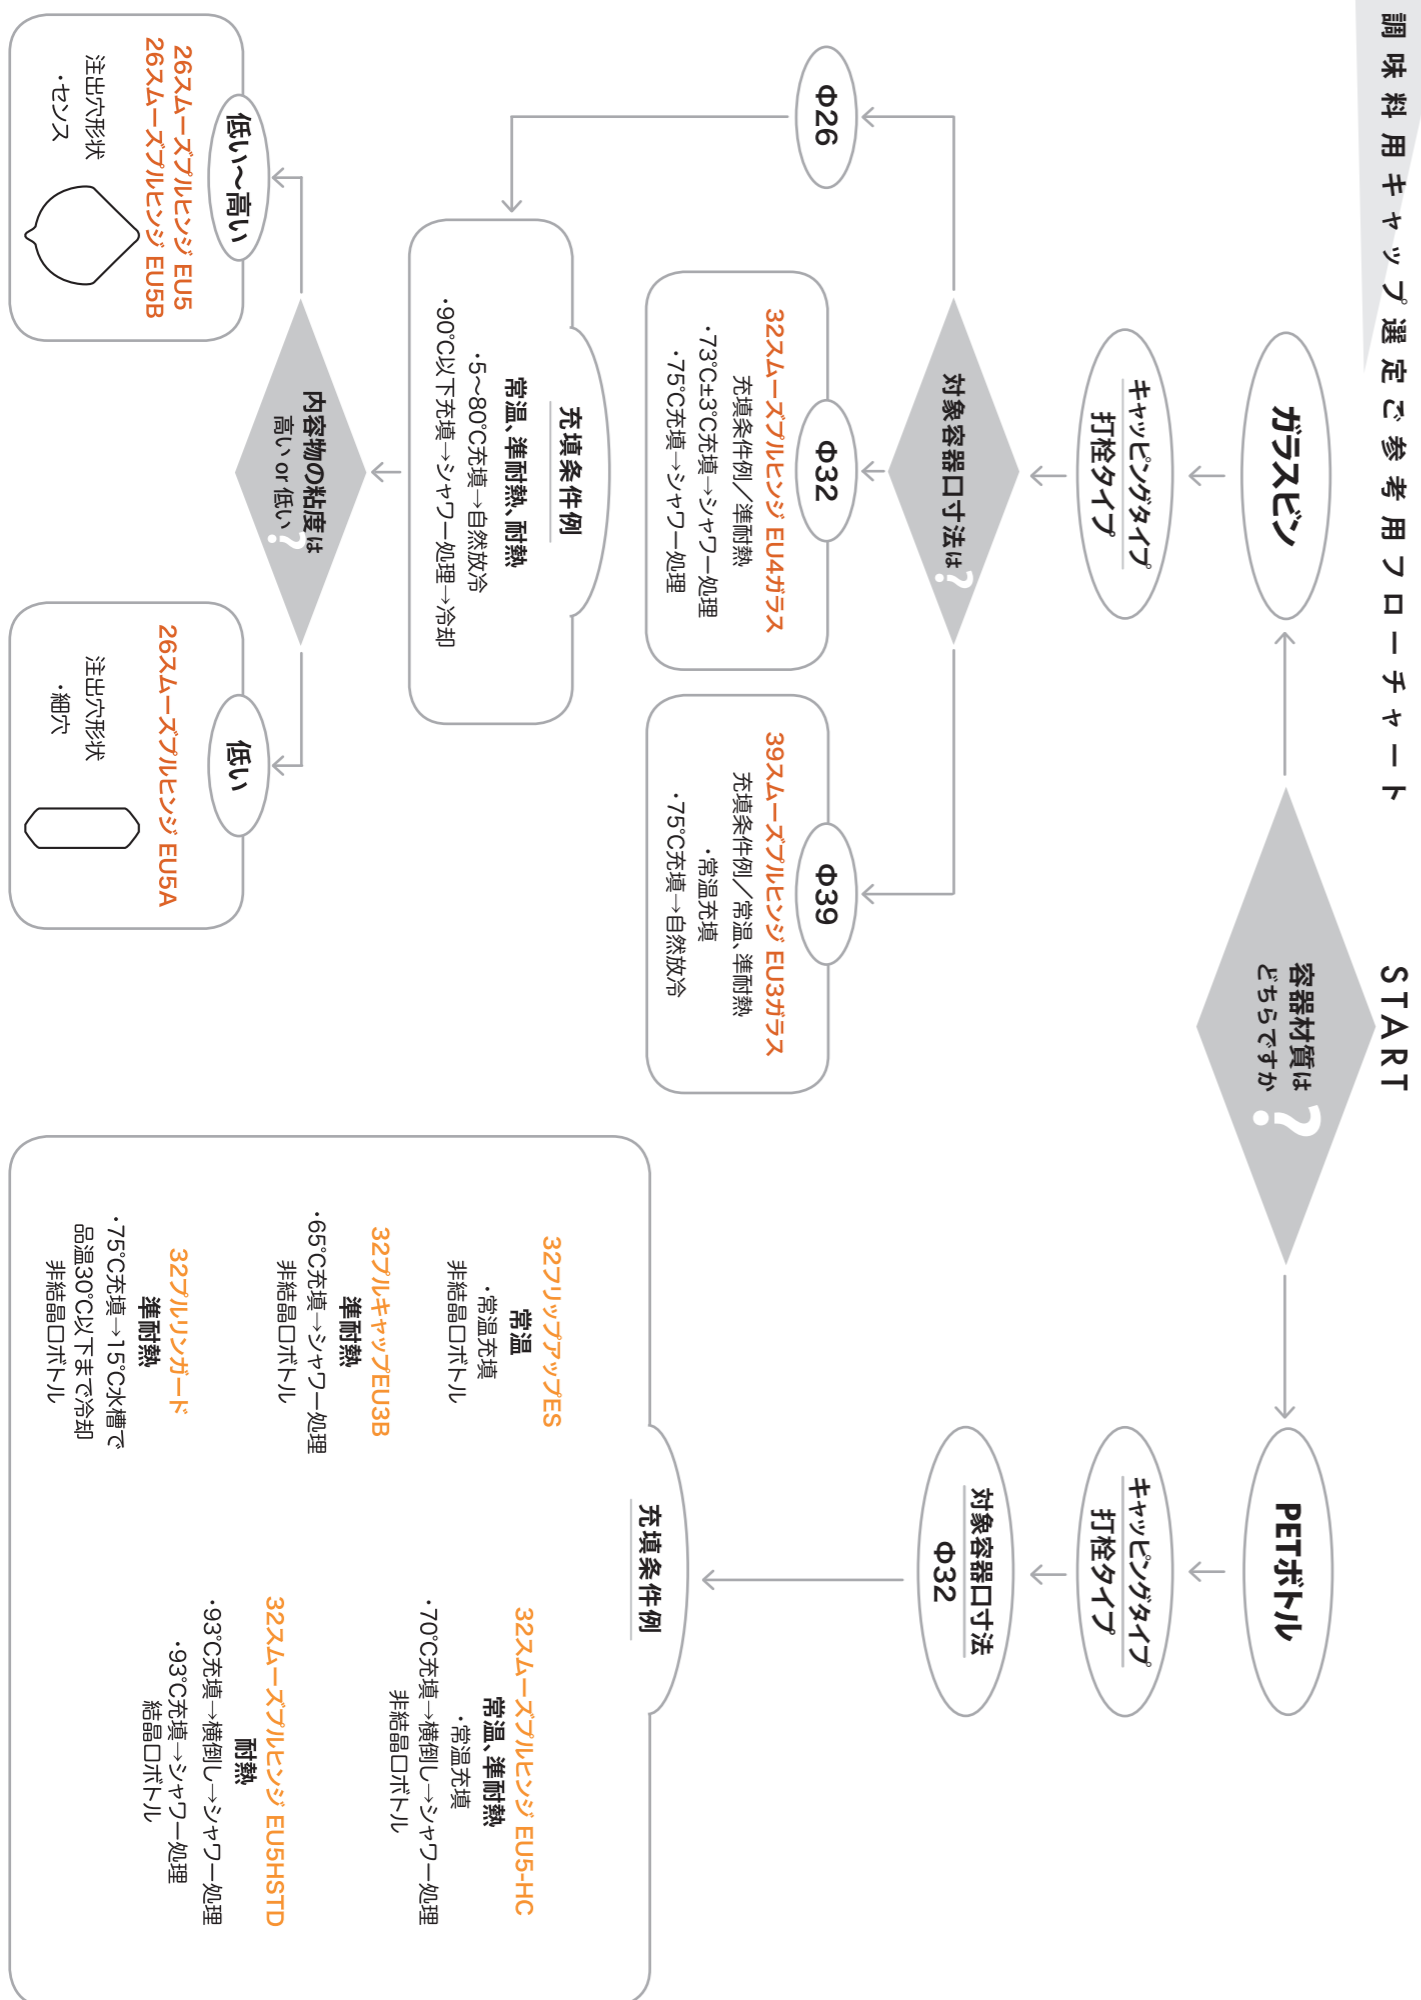 調味料用キャップ選定ご参考用フローチャート
START
容器材質は
どちらですか
?
ガラスビン
キャッピングタイプ
打栓タイプ
対象容器口寸法は
?
Φ26
Φ32
32スムーズプルヒンジ EU4ガラス
充填条件例／準耐熱
・73℃±3℃充填→シャワー処理
・75℃充填→シャワー処理
Φ39
39スムーズプルヒンジ EU3ガラス
充填条件例／常温、準耐熱
・常温充填
・75℃充填→自然放冷
充填条件例
常温、準耐熱、耐熱
・5〜80℃充填→自然放冷
・90℃以下充填→シャワー処理→冷却
内容物の粘度は
高い or 低い
?
低い〜高い
26スムーズプルヒンジ EU5
26スムーズプルヒンジ EU5B
注出穴形状
・センス
低い
26スムーズプルヒンジ EU5A
注出穴形状
・細穴
PETボトル
キャッピングタイプ
打栓タイプ
対象容器口寸法
Φ32
充填条件例
32フリップアップES
常温
・常温充填
非結晶口ボトル
32プルキャップEU3B
準耐熱
・65℃充填→シャワー処理
非結晶口ボトル
32プルリンガード
準耐熱
・75℃充填→15℃水槽で
品温30℃以下まで冷却
非結晶口ボトル
32スムーズプルヒンジ EU5-HC
常温、準耐熱
・常温充填
・70℃充填→横倒し→シャワー処理
非結晶口ボトル
32スムーズプルヒンジ EU5HSTD
耐熱
・93℃充填→横倒し→シャワー処理
・93℃充填→シャワー処理
結晶口ボトル